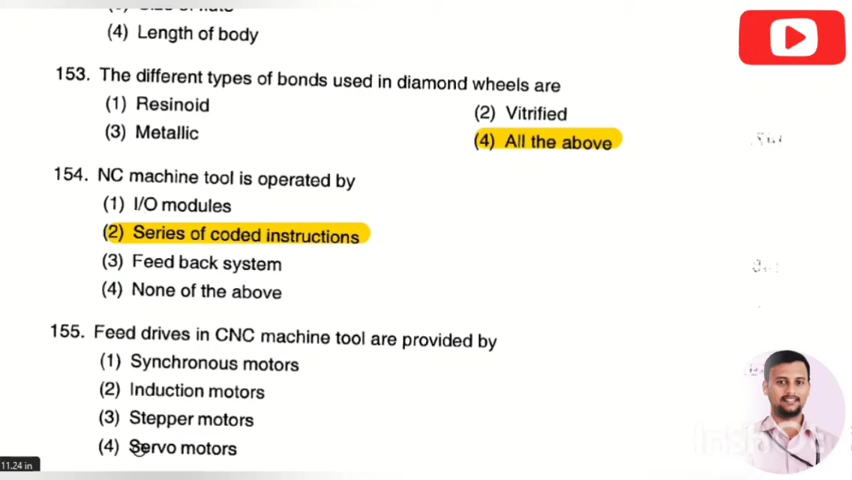 (4) Length of body
153. The different types of bonds used in diamond wheels are
(1) Resinoid
(2) Vitrified
(3) Metallic
(4) All the above
154. NC machine tool is operated by
(1) I/O modules
(2) Series of coded instructions
(3) Feed back system
(4) None of the above
155. Feed drives in CNC machine tool are provided by
(1) Synchronous motors
(2) Induction motors
(3) Stepper motors
(4) Servo motors
11.24 in